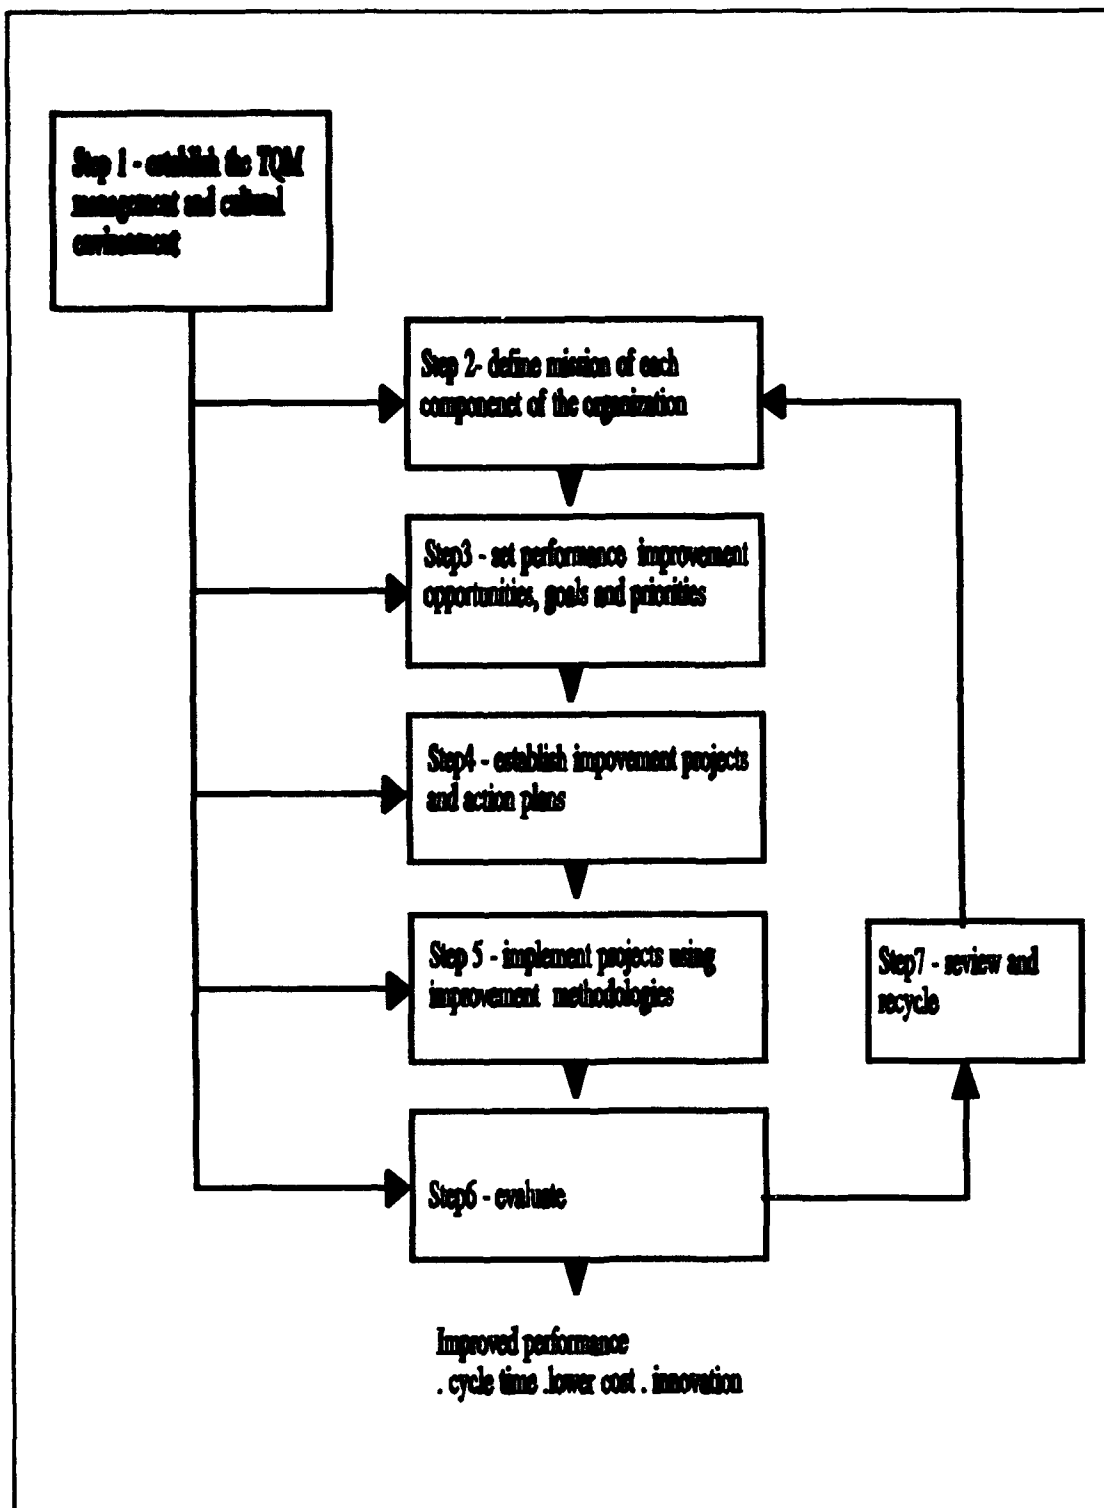 Step 1 - establish the TQM
management and cultural
environment;
Step 2- define mission of each
componenet of the organization
Step3 - set performance improvement
opportunities, goals and priorities
Step4 - establish impovement projects
and action plans
Step 5 - implement projects using
improvement methodologies
Step7 - review and
recycle
Step6 - evaluate
Improved performance
. cycle time .lower cost . innovation